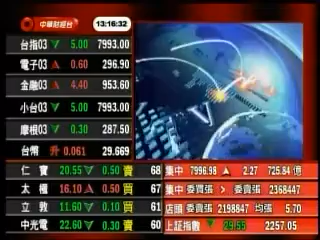 中華財經台 13:16:32
台指03 ▽ 5.00 7993.00
電子03 △ 0.60 296.90
金融03 △ 4.40 953.60
小台03 ▽ 5.00 7993.00
摩根03 ▽ 0.30 287.50
台幣 升 0.061 29.669
仁寶 20.55 ▽ 0.50 賣 68
太極 16.10 △ 0.50 買 67
立敦 11.60 ▽ 0.10 賣 61
中光電 22.60 ▽ 0.30 賣 60
集中 7996.98 ▲ 2.27 725.84 億
集中 委賣張 > 委買張 2368447
店頭 委賣張 2198847 均張 5.70
上証指數 ▼ 29.55 2257.05